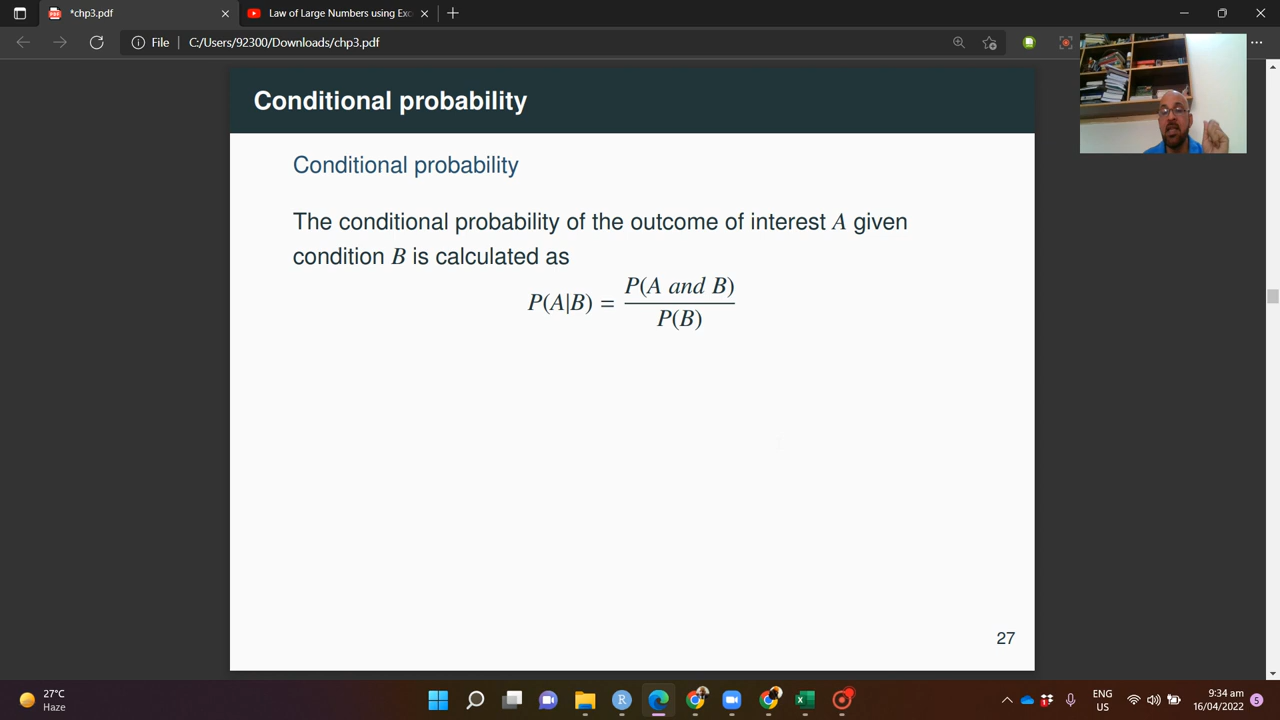 *chp3.pdf
Law of Large Numbers using Exc
File
C:/Users/92300/Downloads/chp3.pdf
Conditional probability
Conditional probability
The conditional probability of the outcome of interest A given
condition B is calculated as
P(A|B) = P(A and B) / P(B)
27
27°C
Haze
ENG
US
9:34 am
16/04/2022
5